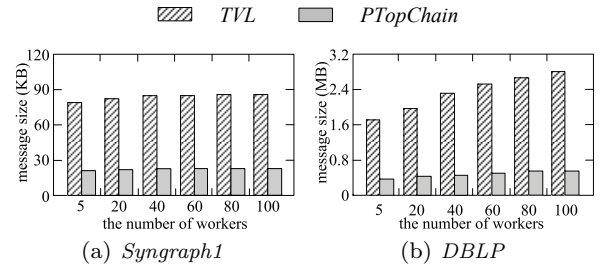 TVL PTopChain
120
90
60
30
0
message size (KB)
5 20 40 60 80 100
the number of workers
(a) Syngraph1
3.2
2.4
1.6
0.8
0
message size (MB)
5 20 40 60 80 100
the number of workers
(b) DBLP